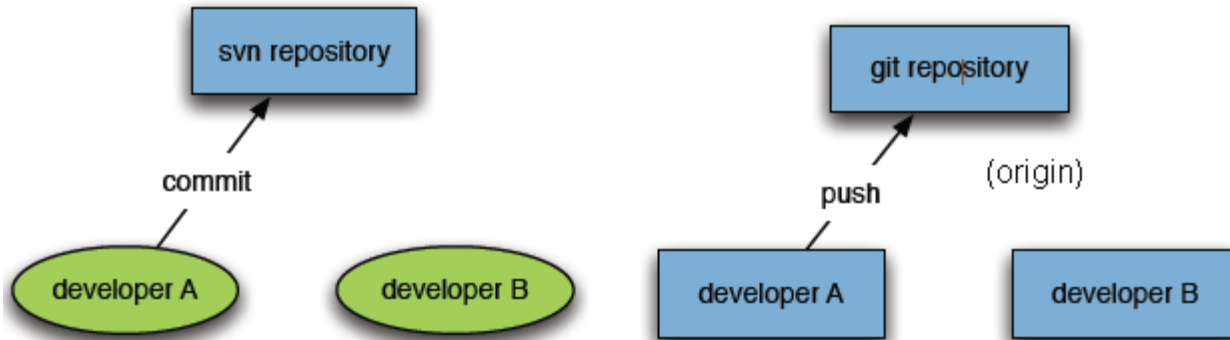 svn repository
git repository
commit
(origin)
push
developer A
developer B
developer A
developer B